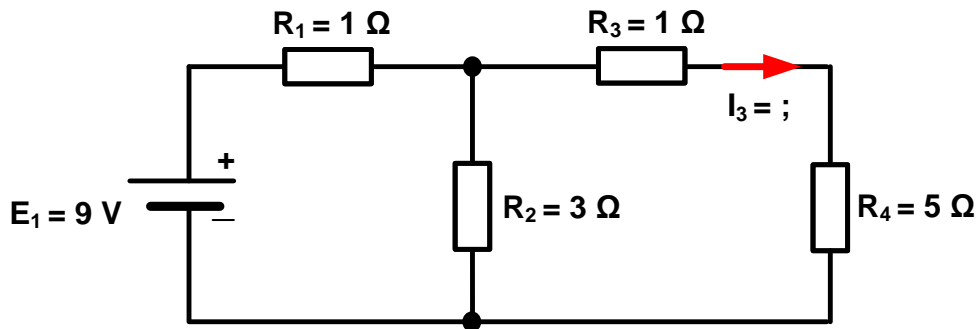 R₁ = 1 Ω
R₃ = 1 Ω
I₃ = ;
+
E₁ = 9 V
_
R₂ = 3 Ω
R₄ = 5 Ω